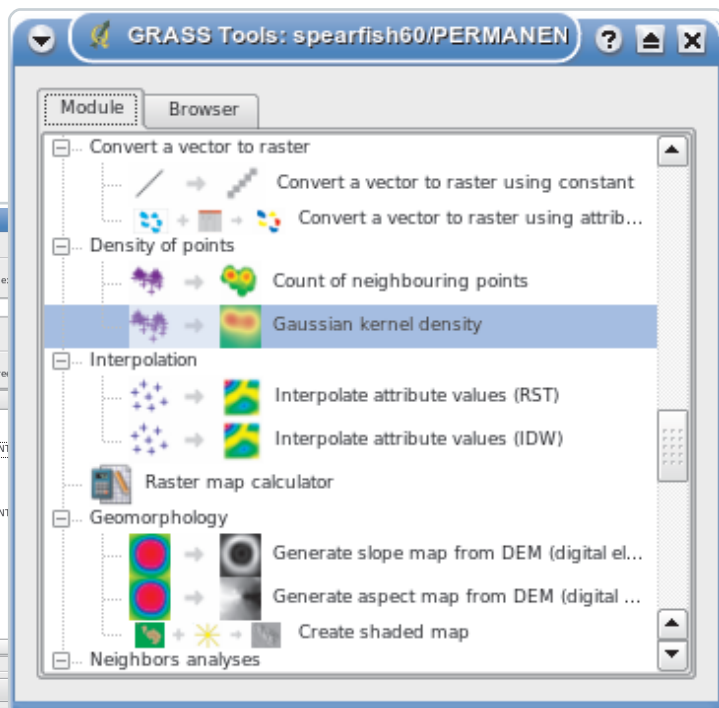 GRASS Tools: spearfish60/PERMANEN
Module
Browser
Convert a vector to raster
Convert a vector to raster using constant
Convert a vector to raster using attrib...
Density of points
Count of neighbouring points
Gaussian kernel density
Interpolation
Interpolate attribute values (RST)
Interpolate attribute values (IDW)
Raster map calculator
Geomorphology
Generate slope map from DEM (digital el...
Generate aspect map from DEM (digital ...
Create shaded map
Neighbors analyses